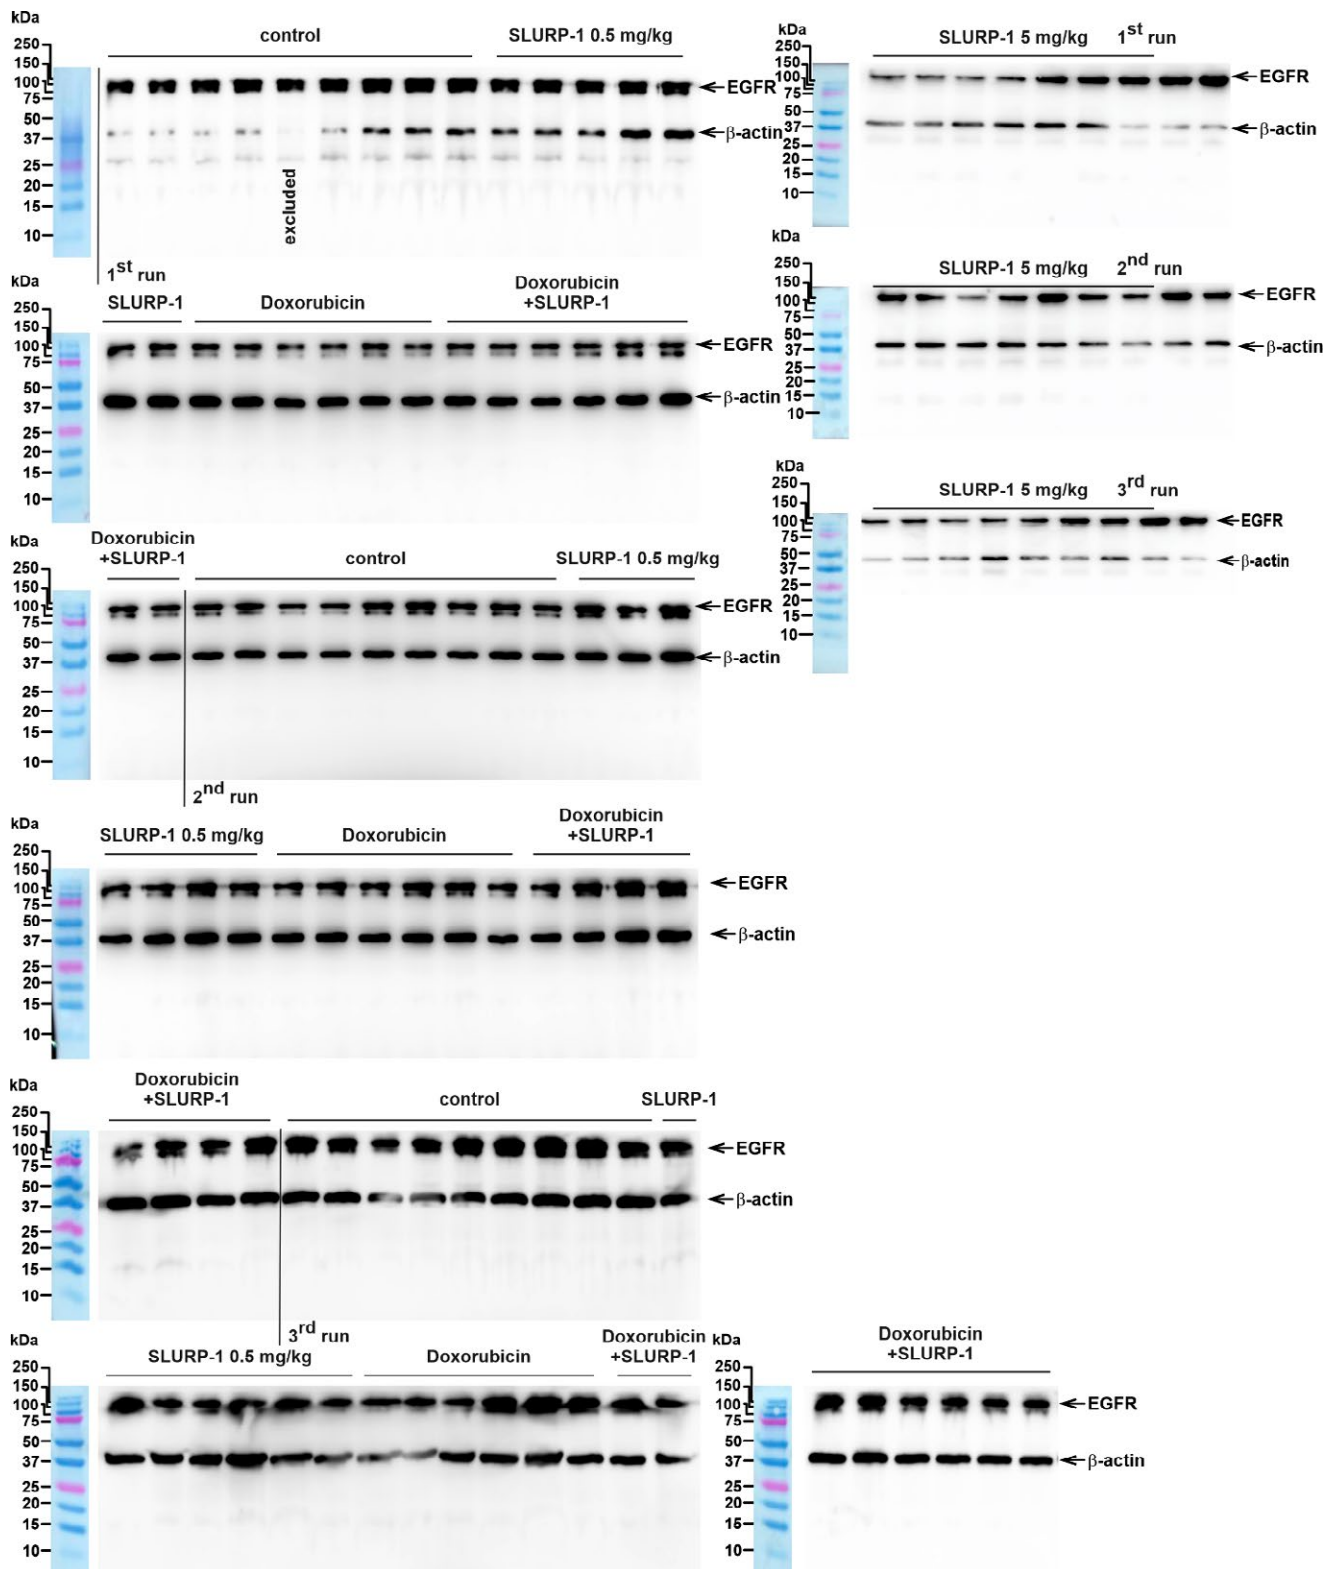 kDa
control
SLURP-1 0.5 mg/kg
250
150
100
75
50
37
25
20
15
10
EGFR
β-actin
excluded
1st run
kDa
SLURP-1
Doxorubicin
Doxorubicin
+SLURP-1
250
150
100
75
50
37
25
20
15
10
EGFR
β-actin
kDa
Doxorubicin
+SLURP-1
control
SLURP-1 0.5 mg/kg
250
150
100
75
50
37
25
20
15
10
EGFR
β-actin
2nd run
kDa
SLURP-1 0.5 mg/kg
Doxorubicin
Doxorubicin
+SLURP-1
250
150
100
75
50
37
25
20
15
10
EGFR
β-actin
kDa
Doxorubicin
+SLURP-1
control
SLURP-1
250
150
100
75
50
37
25
20
15
10
EGFR
β-actin
3rd run
kDa
SLURP-1 0.5 mg/kg
Doxorubicin
Doxorubicin
+SLURP-1
250
150
100
75
50
37
25
20
15
10
kDa
Doxorubicin
+SLURP-1
250
150
100
75
50
37
25
20
15
10
EGFR
β-actin
kDa
SLURP-1 5 mg/kg 1st run
250
150
100
75
50
37
25
20
15
10
EGFR
β-actin
kDa
SLURP-1 5 mg/kg 2nd run
250
150
100
75
50
37
25
20
15
10
EGFR
β-actin
kDa
SLURP-1 5 mg/kg 3rd run
250
150
100
75
50
37
25
20
15
10
EGFR
β-actin